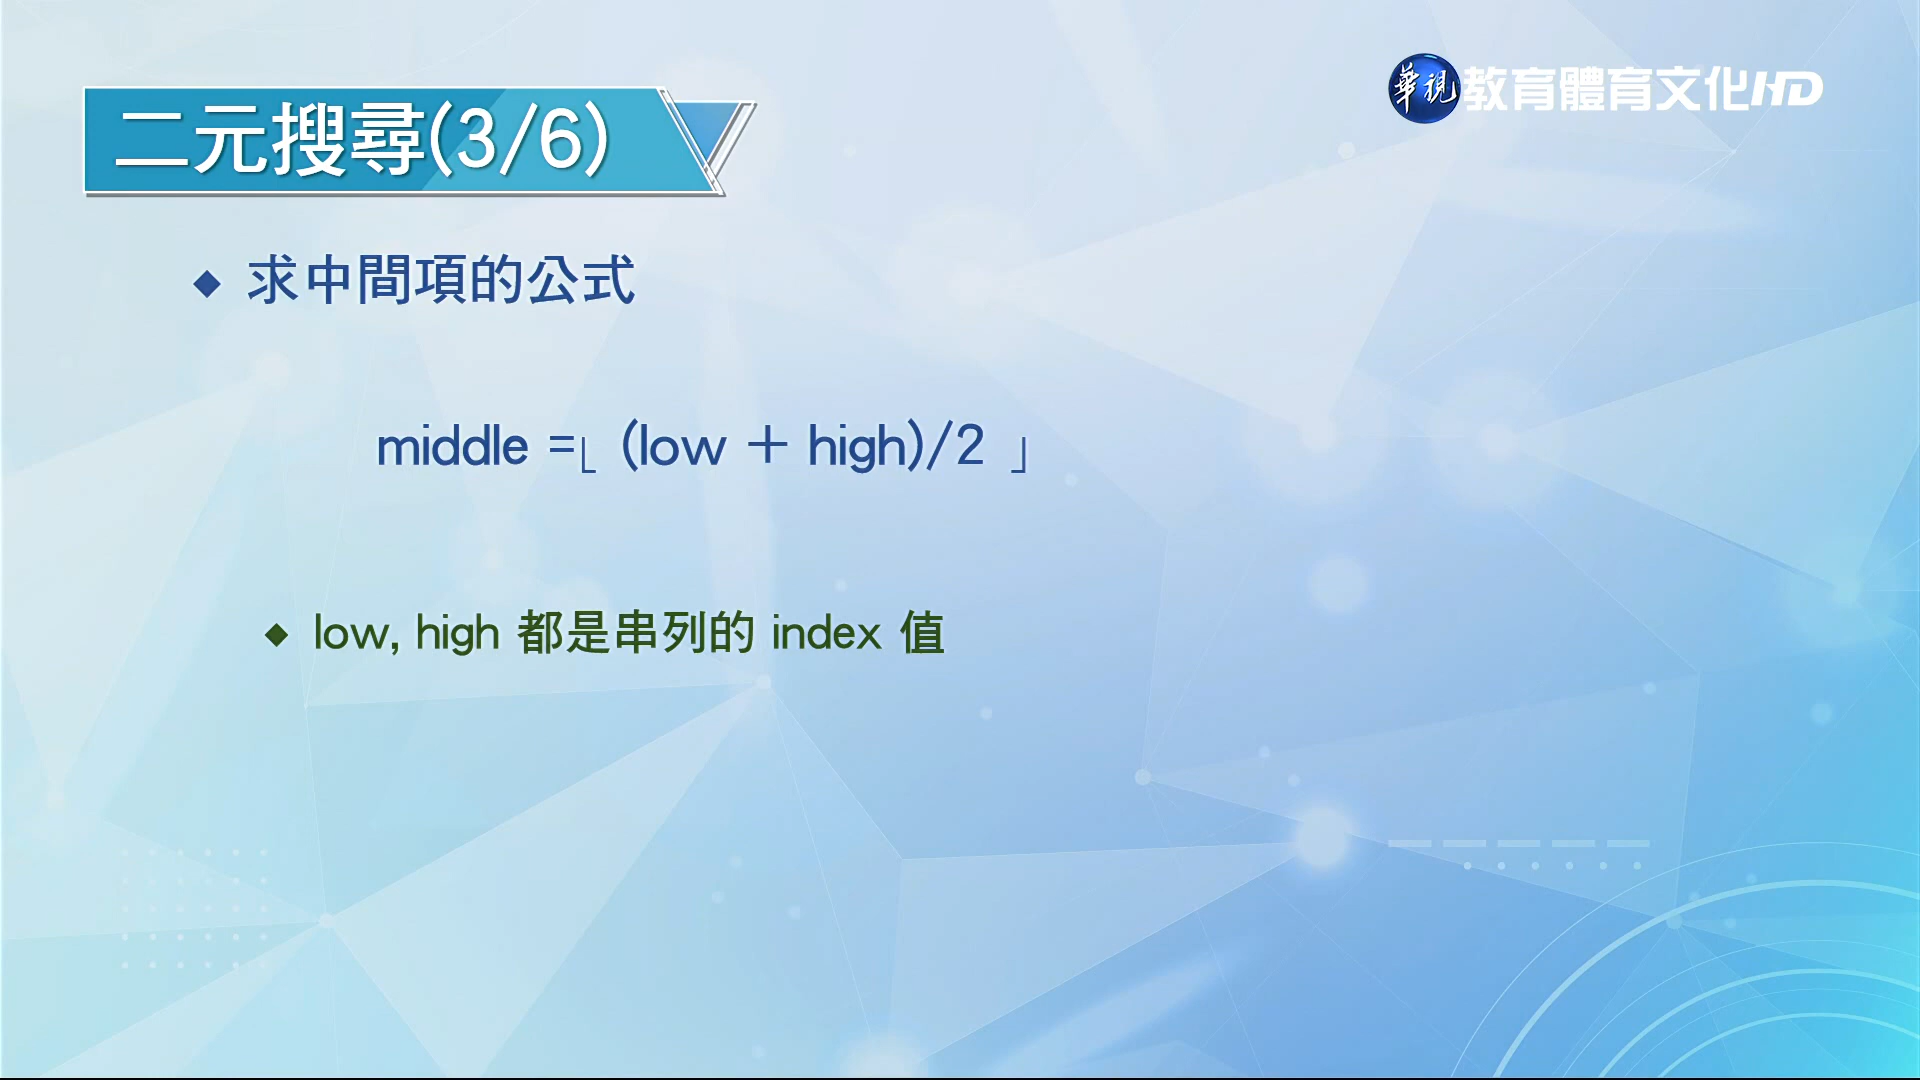 華視 教育體育文化HD
二元搜尋(3/6)
◆ 求中間項的公式
middle =⌊ (low + high)/2 ⌋
◆ low, high 都是串列的 index 值